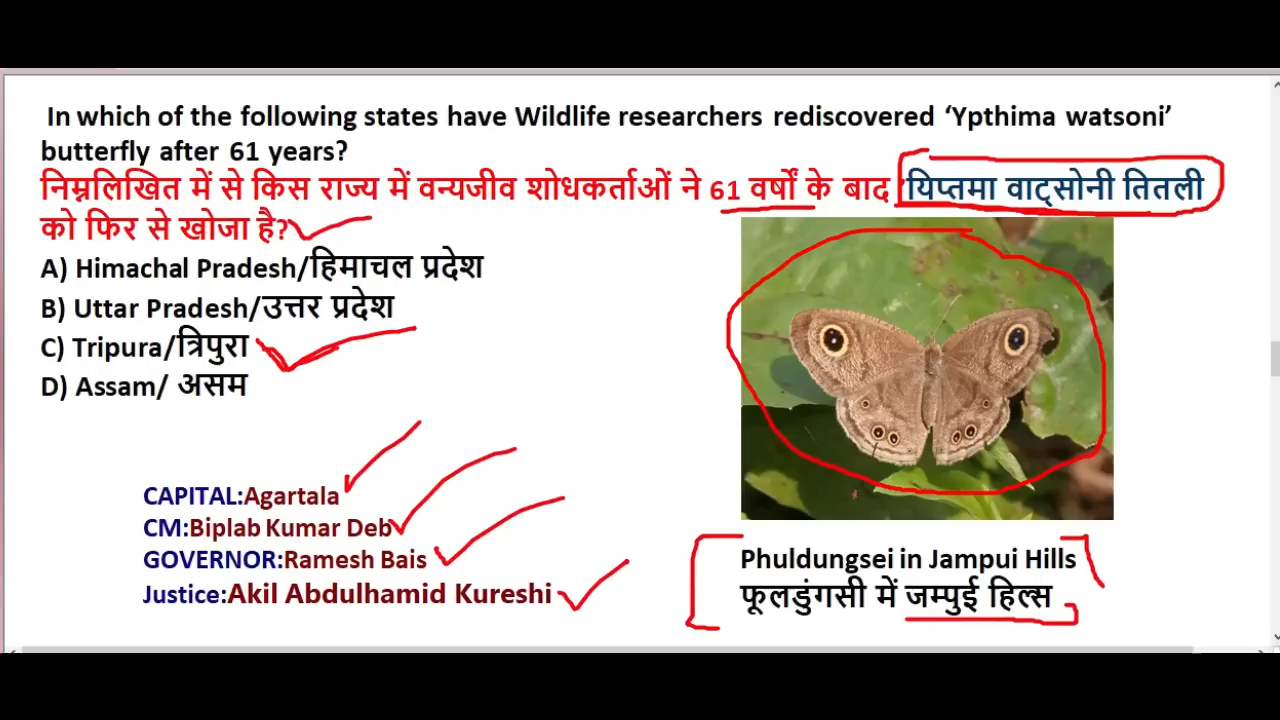 In which of the following states have Wildlife researchers rediscovered ‘Ypthima watsoni’
butterfly after 61 years?
निम्नलिखित में से किस राज्य में वन्यजीव शोधकर्ताओं ने 61 वर्षों के बाद 'यिप्तमा वाट्सोनी तितली
को फिर से खोजा है?
A) Himachal Pradesh/हिमाचल प्रदेश
B) Uttar Pradesh/उत्तर प्रदेश
C) Tripura/त्रिपुरा
D) Assam/ असम
CAPITAL:Agartala
CM:Biplab Kumar Deb
GOVERNOR:Ramesh Bais
Justice:Akil Abdulhamid Kureshi
Phuldungsei in Jampui Hills
फूलडुंगसी में जम्पुई हिल्स